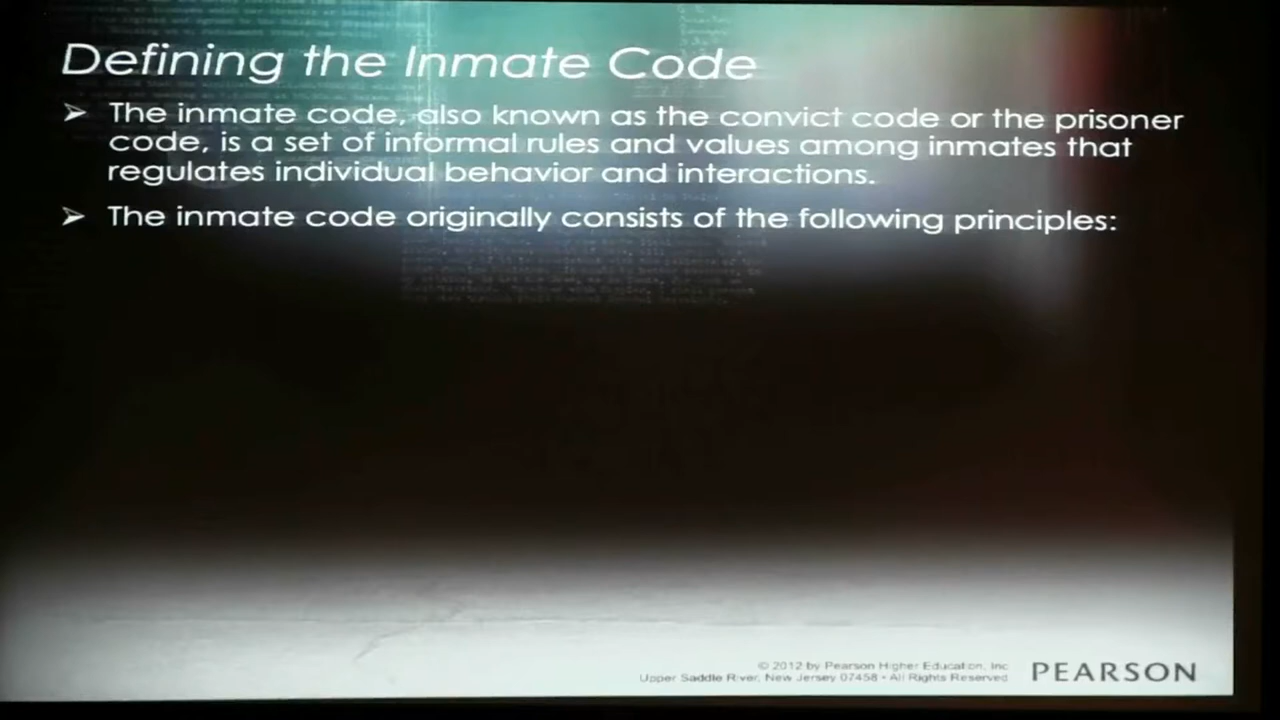 Defining the Inmate Code
➢ The inmate code, also known as the convict code or the prisoner
code, is a set of informal rules and values among inmates that
regulates individual behavior and interactions.
➢ The inmate code originally consists of the following principles:
© 2012 by Pearson Higher Education, Inc
Upper Saddle River, New Jersey 07458 • All Rights Reserved
PEARSON